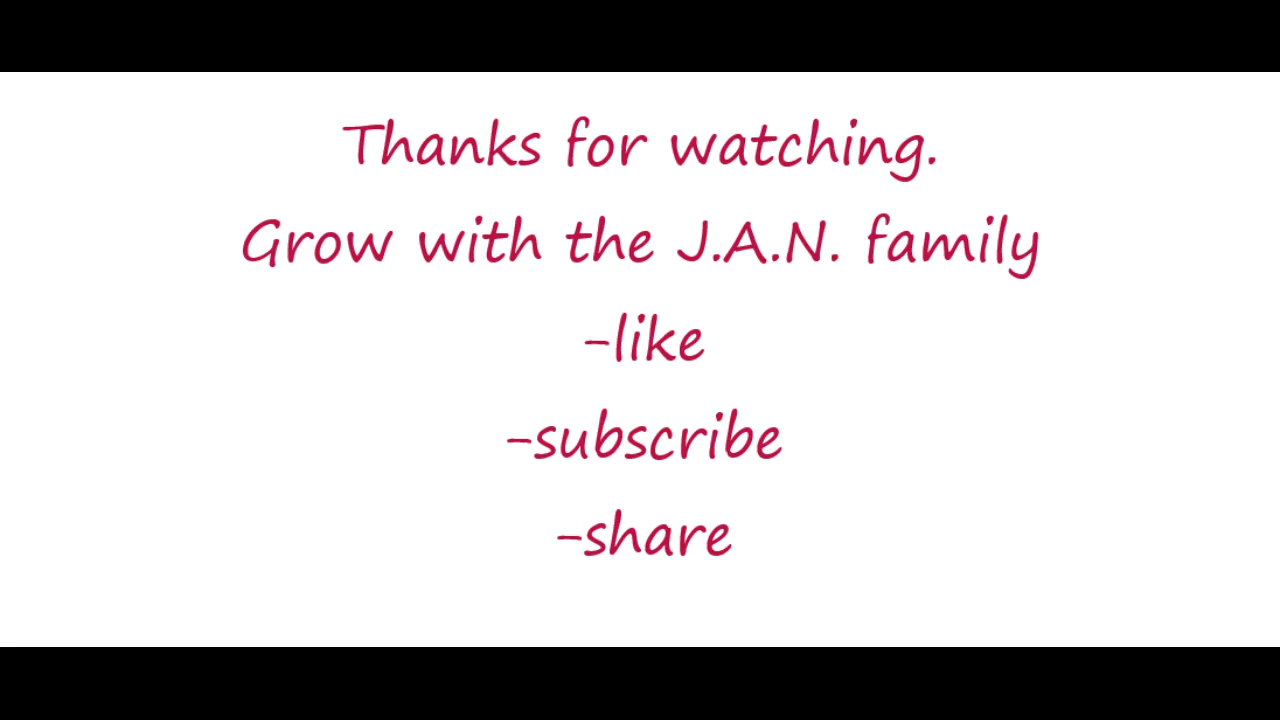 Thanks for watching.
Grow with the J.A.N. family
-like
-subscribe
-share